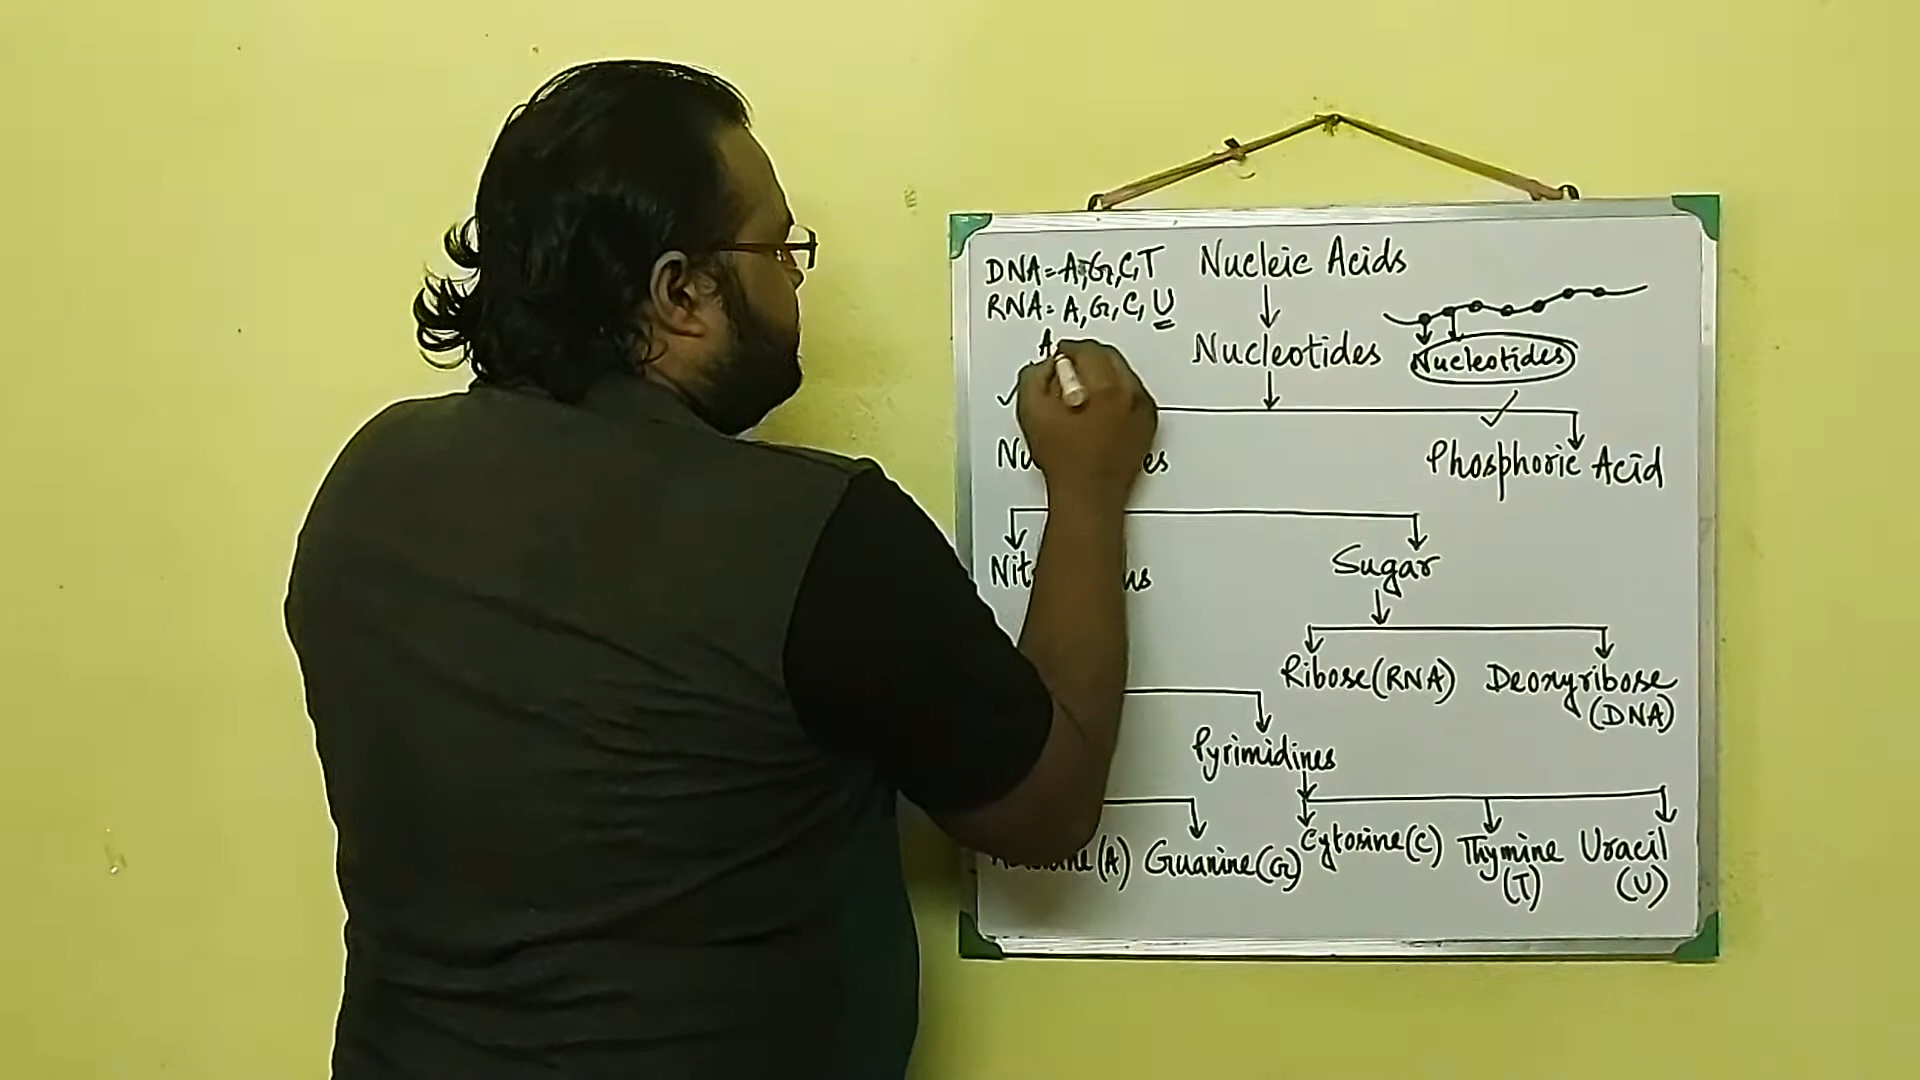 DNA = A, G, C, T
RNA = A, G, C, U
A
Nucleic Acids
Nucleotides
Nucleotides
Phosphoric Acid
Sugar
Ribose (RNA)
Deoxyribose
(DNA)
Pyrimidines
(A)
Guanine (G)
Cytosine (C)
Thymine
(T)
Uracil
(U)